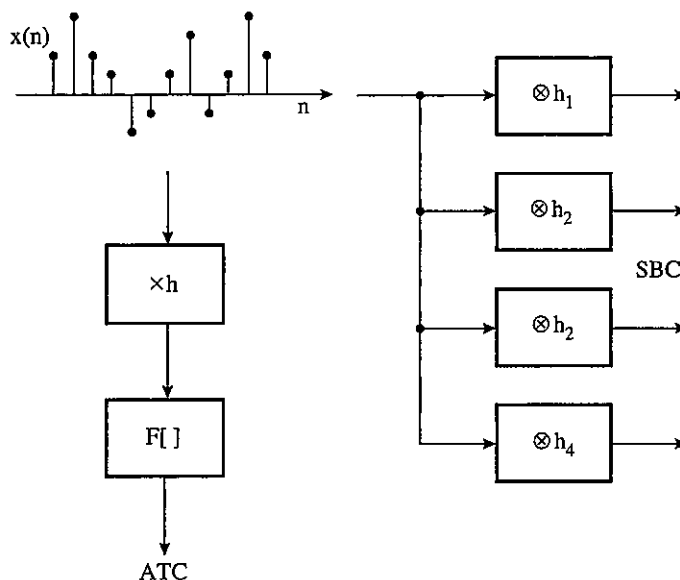 x(n)
n
×h
F[ ]
ATC
⊗h₁
⊗h₂
SBC
⊗h₂
⊗h₄